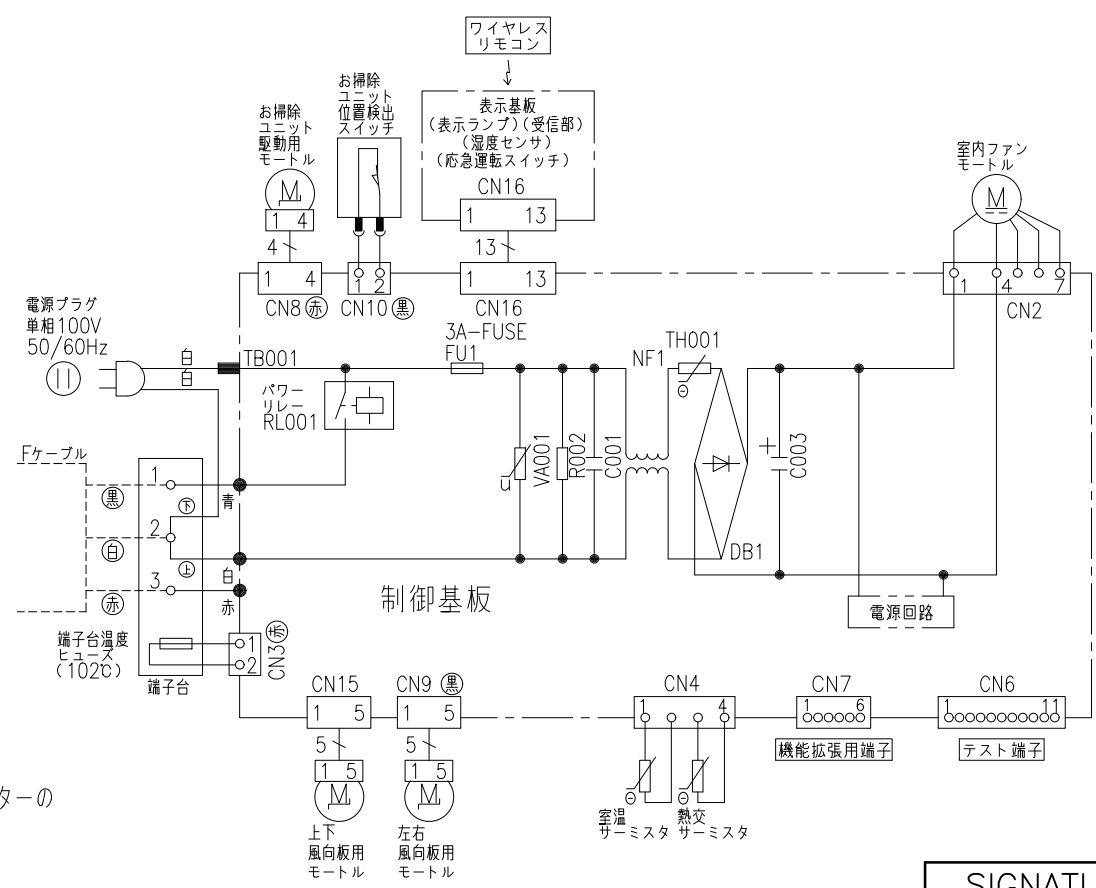 ワイヤレス
リモコン
お掃除
ユニット
位置検出
スイッチ
お掃除
ユニット
駆動用
モートル
M
1 4
4
1 4
CN8 赤
1 2
CN10 黒
表示基板
(表示ランプ)(受信部)
(湿度センサ)
(応急運転スイッチ)
CN16
1 13
13
1 13
CN16
室内ファン
モートル
M
1 4 7
CN2
電源プラグ
単相100V
50/60Hz
白
白
TB001
パワー
リレー
RL001
3A-FUSE
FU1
NF1
TH001
VA001
R002
C001
DB1
C003
電源回路
Fケーブル
黒
白
赤
1
2
3
下
上
青
白
赤
制御基板
端子台温度
ヒューズ
(102℃)
端子台
1
2
CN3 赤
CN15
1 5
5
1 5
M
上下
風向板用
モートル
CN9 黒
1 5
5
1 5
M
左右
風向板用
モートル
CN4
1 4
室温
サーミスタ
熱交
サーミスタ
CN7
1 6
機能拡張用端子
CN6
1 11
テスト端子
ターの